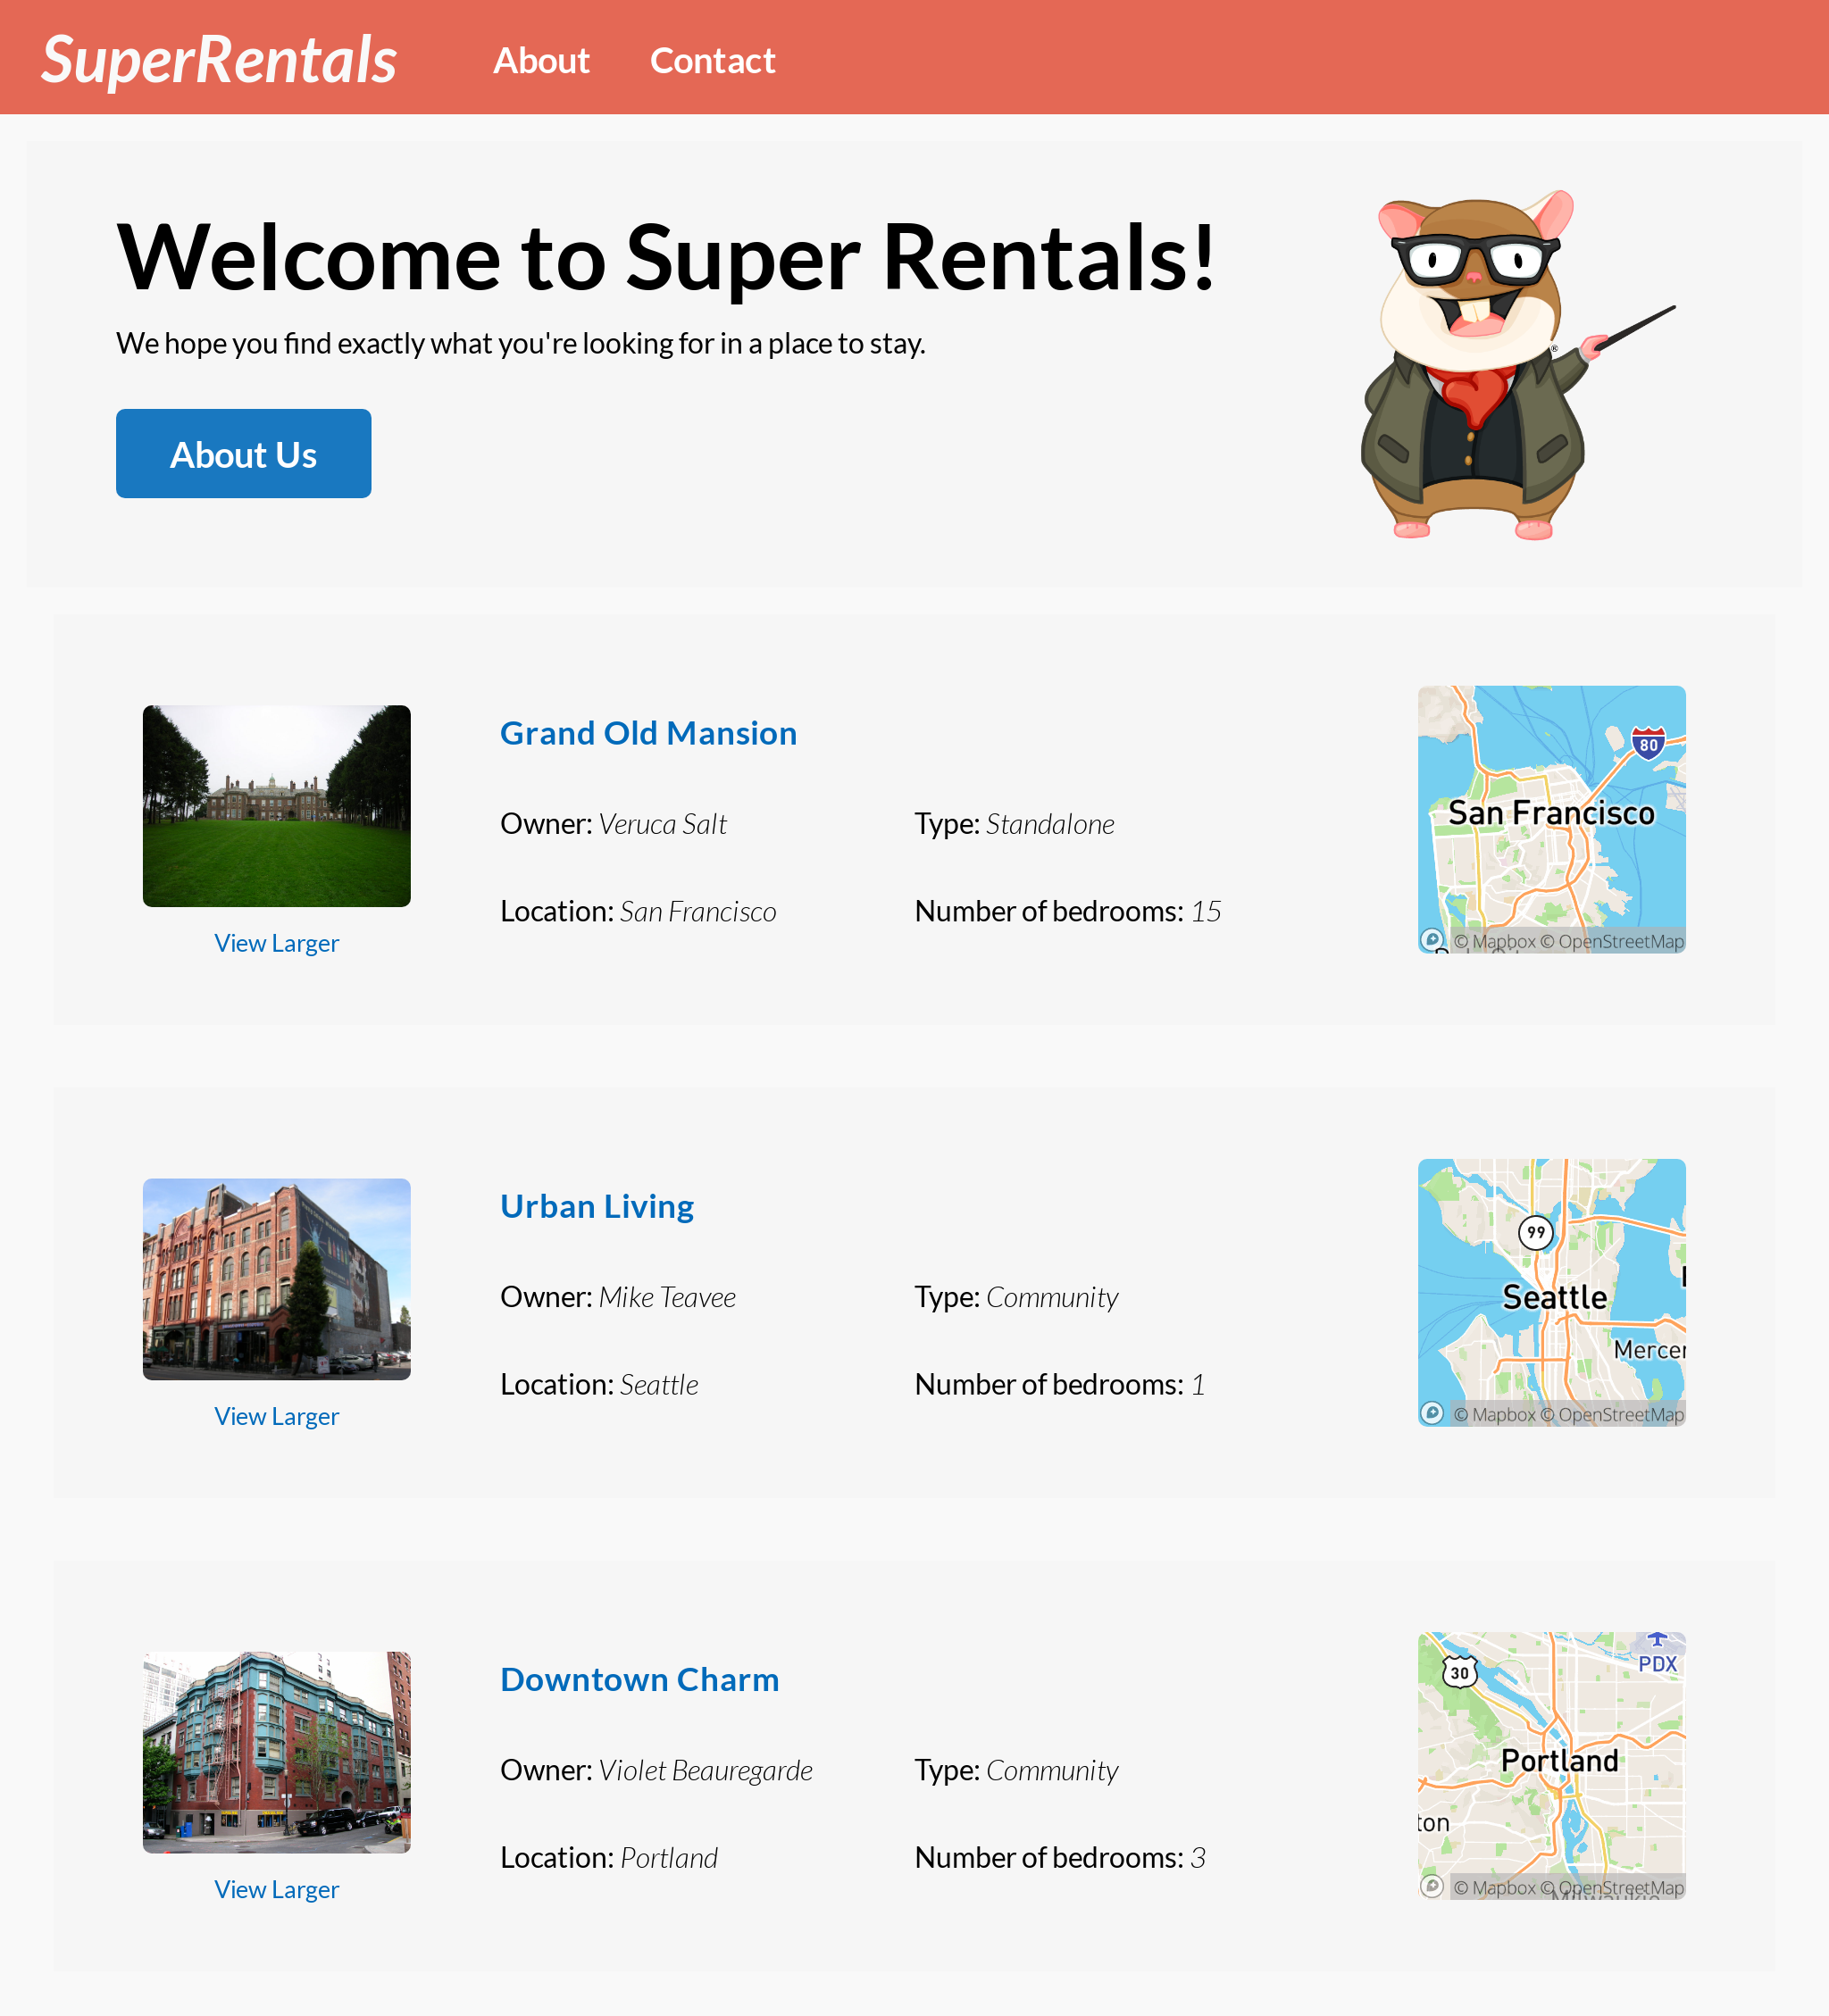 SuperRentals
About
Contact
Welcome to Super Rentals!
We hope you find exactly what you're looking for in a place to stay.
About Us
®
Grand Old Mansion
Owner: Veruca Salt
Type: Standalone
Location: San Francisco
Number of bedrooms: 15
View Larger
80
San Francisco
© Mapbox © OpenStreetMap
Urban Living
Owner: Mike Teavee
Type: Community
Location: Seattle
Number of bedrooms: 1
View Larger
99
Seattle
Mercer
© Mapbox © OpenStreetMap
Downtown Charm
Owner: Violet Beauregarde
Type: Community
Location: Portland
Number of bedrooms: 3
View Larger
30
PDX
Portland
ton
© Mapbox © OpenStreetMap